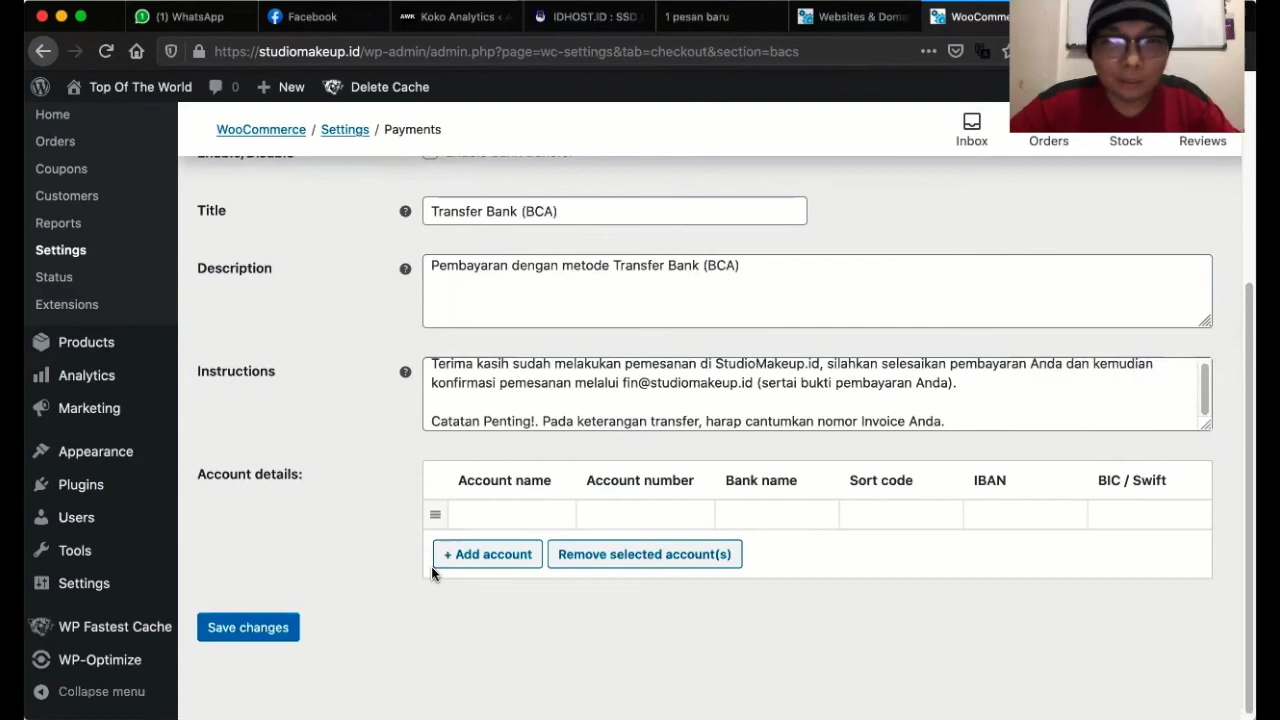 WhatsApp
Facebook
AWK Koko Analytics ‹
IDHOST.ID : SSD
1 pesan baru
Websites & Doma
WooComme
https://studiomakeup.id/wp-admin/admin.php?page=wc-settings&tab=checkout&section=bacs
Top Of The World
0
+ New
Delete Cache
Home
Orders
Coupons
Customers
Reports
Settings
Status
Extensions
Products
Analytics
Marketing
Appearance
Plugins
Users
Tools
Settings
WP Fastest Cache
WP-Optimize
Collapse menu
WooCommerce / Settings / Payments
Inbox
Orders
Stock
Reviews
Enable/Disable
Enable bank transfer
Title
Transfer Bank (BCA)
Description
Pembayaran dengan metode Transfer Bank (BCA)
Instructions
Terima kasih sudah melakukan pemesanan di StudioMakeup.id, silahkan selesaikan pembayaran Anda dan kemudian
konfirmasi pemesanan melalui fin@studiomakeup.id (sertai bukti pembayaran Anda).
Catatan Penting!. Pada keterangan transfer, harap cantumkan nomor Invoice Anda.
Account details:
Account name Account number Bank name Sort code IBAN BIC / Swift
+ Add account
Remove selected account(s)
Save changes